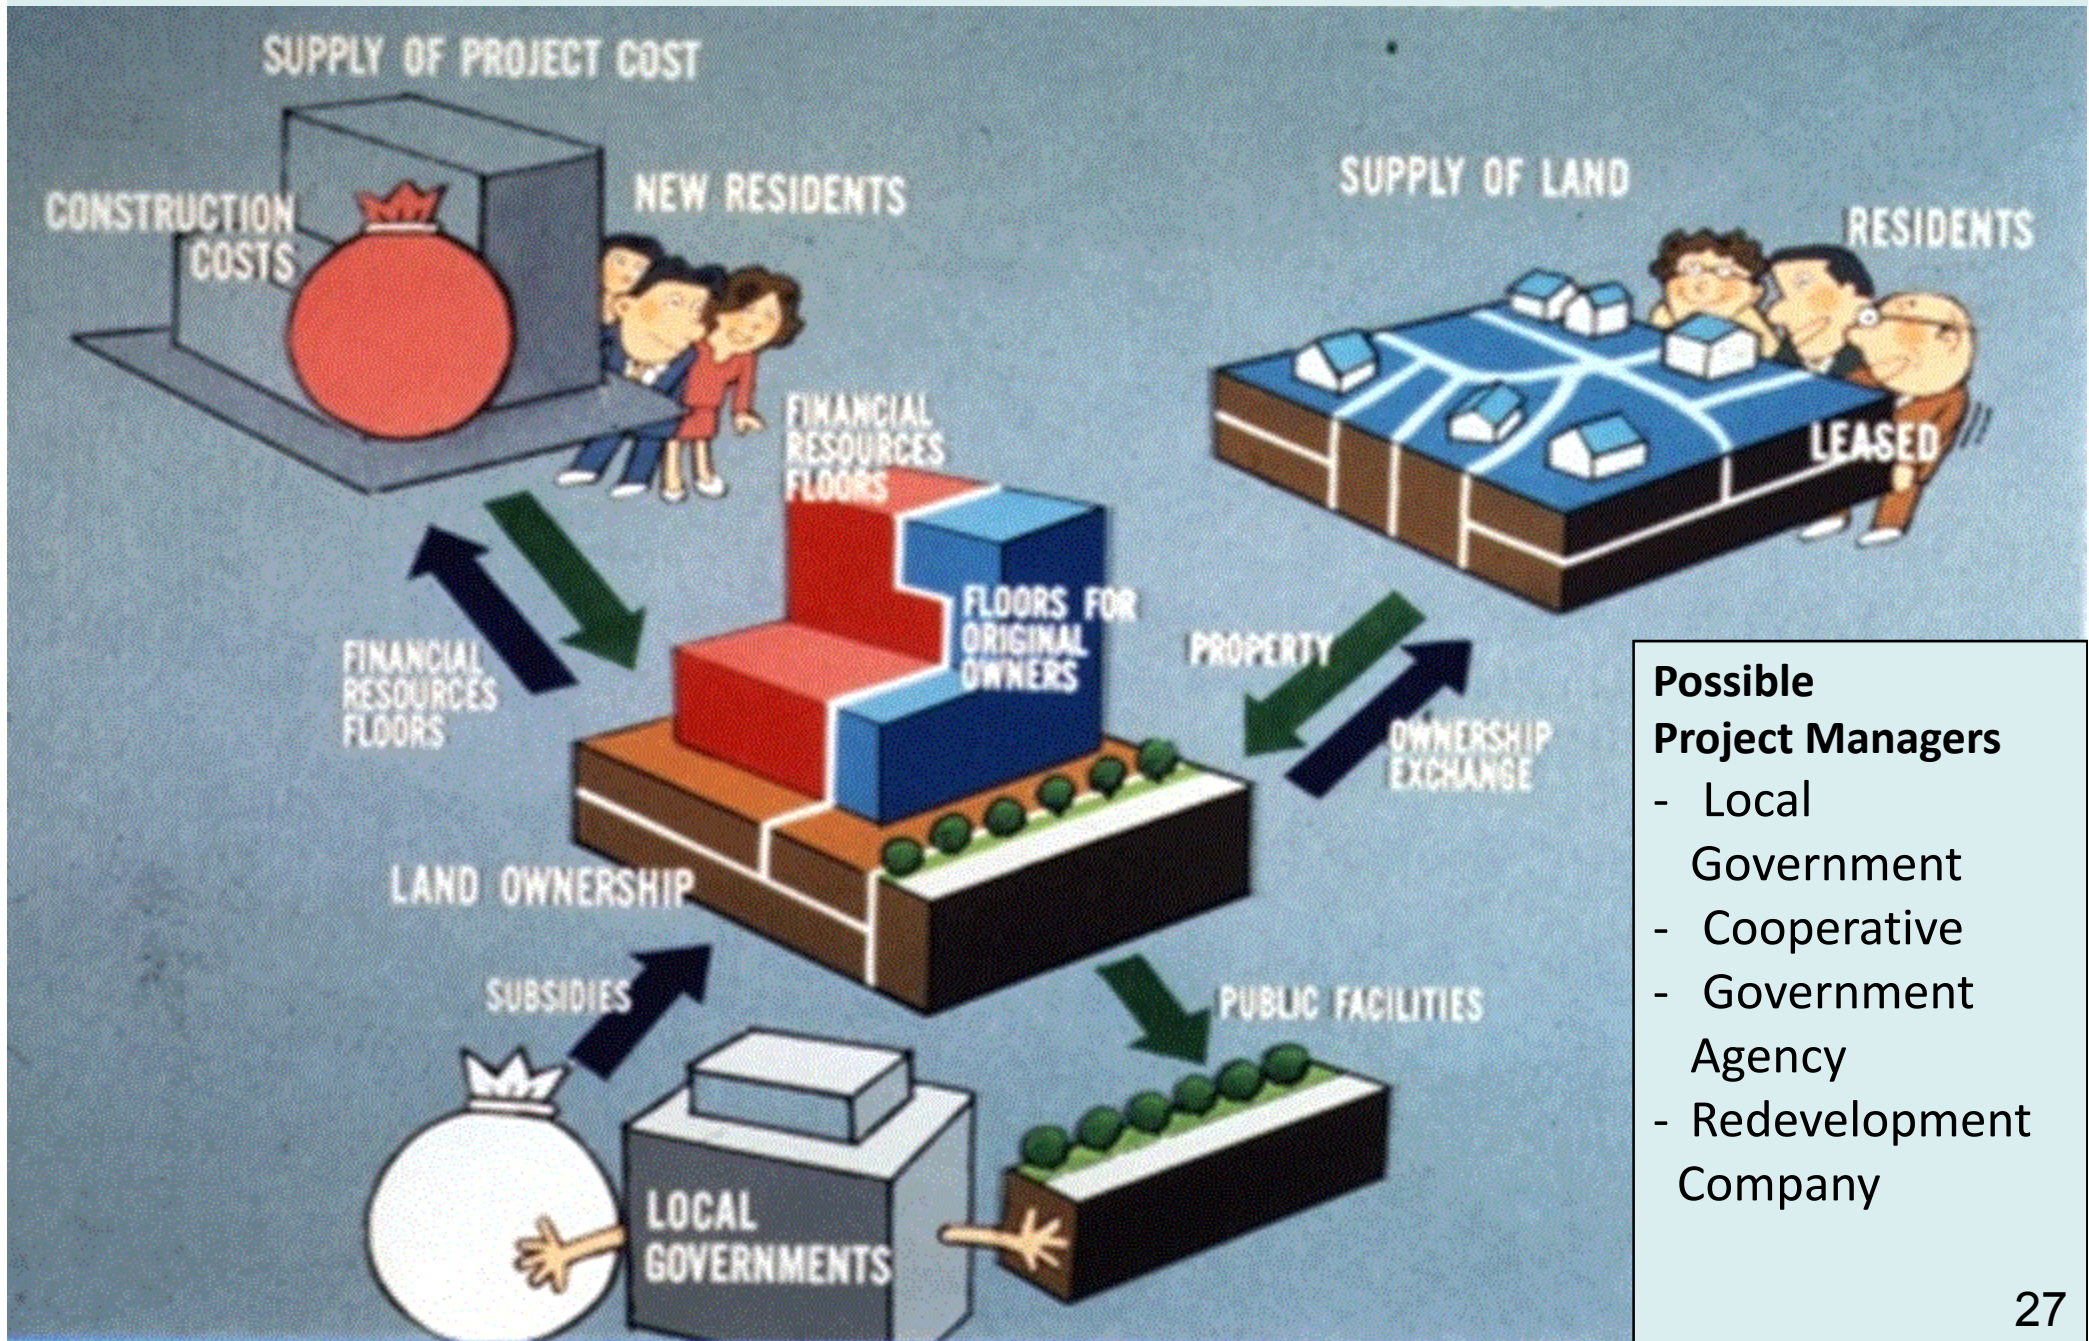 SUPPLY OF PROJECT COST
CONSTRUCTION
COSTS
NEW RESIDENTS
SUPPLY OF LAND
RESIDENTS
LEASED
FINANCIAL
RESOURCES
FLOORS
FLOORS FOR
ORIGINAL
OWNERS
FINANCIAL
RESOURCES
FLOORS
PROPERTY
OWNERSHIP
EXCHANGE
LAND OWNERSHIP
SUBSIDIES
PUBLIC FACILITIES
LOCAL
GOVERNMENTS
Possible
Project Managers
- Local
Government
- Cooperative
- Government
Agency
- Redevelopment
Company
27